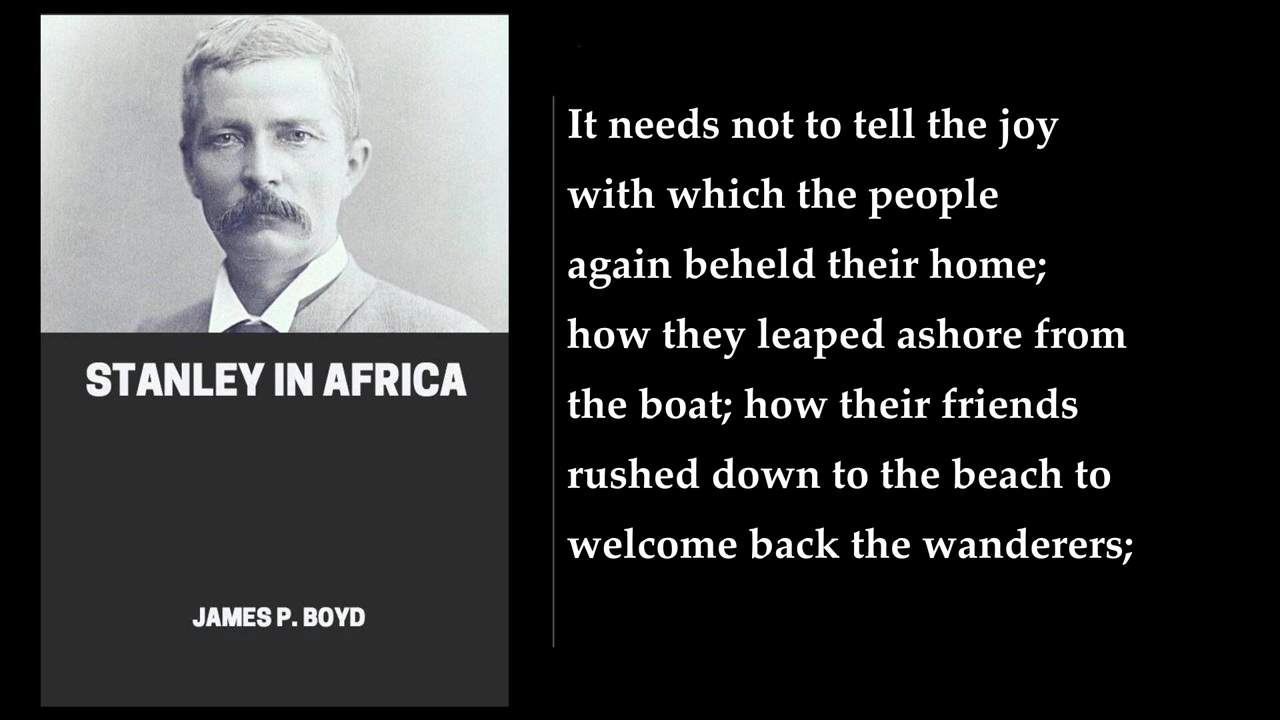 STANLEY IN AFRICA
JAMES P. BOYD
It needs not to tell the joy
with which the people
again beheld their home;
how they leaped ashore from
the boat; how their friends
rushed down to the beach to
welcome back the wanderers;